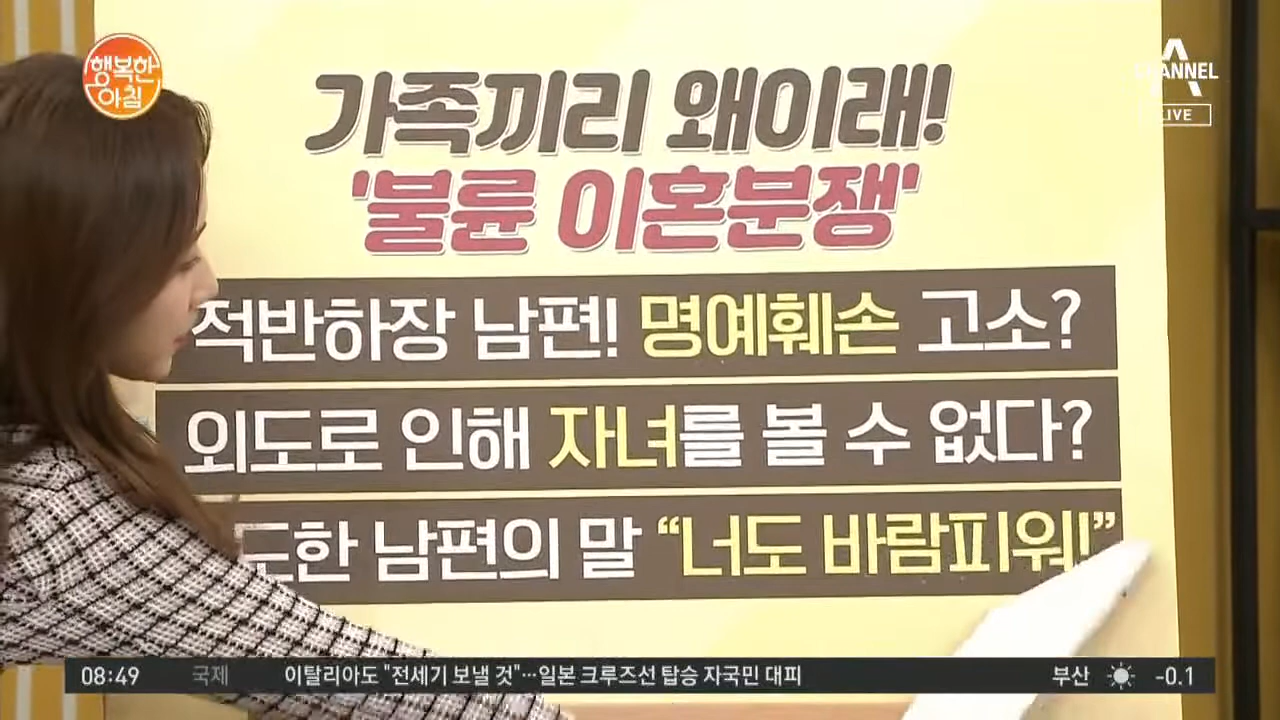 행복한
아침
CHANNEL A
LIVE
가족끼리 왜이래!
'불륜 이혼분쟁'
적반하장 남편! 명예훼손 고소?
외도로 인해 자녀를 볼 수 없다?
도한 남편의 말 “너도 바람피워!”
08:49 국제 이탈리아도 "전세기 보낼 것"…일본 크루즈선 탑승 자국민 대피 부산 -0.1